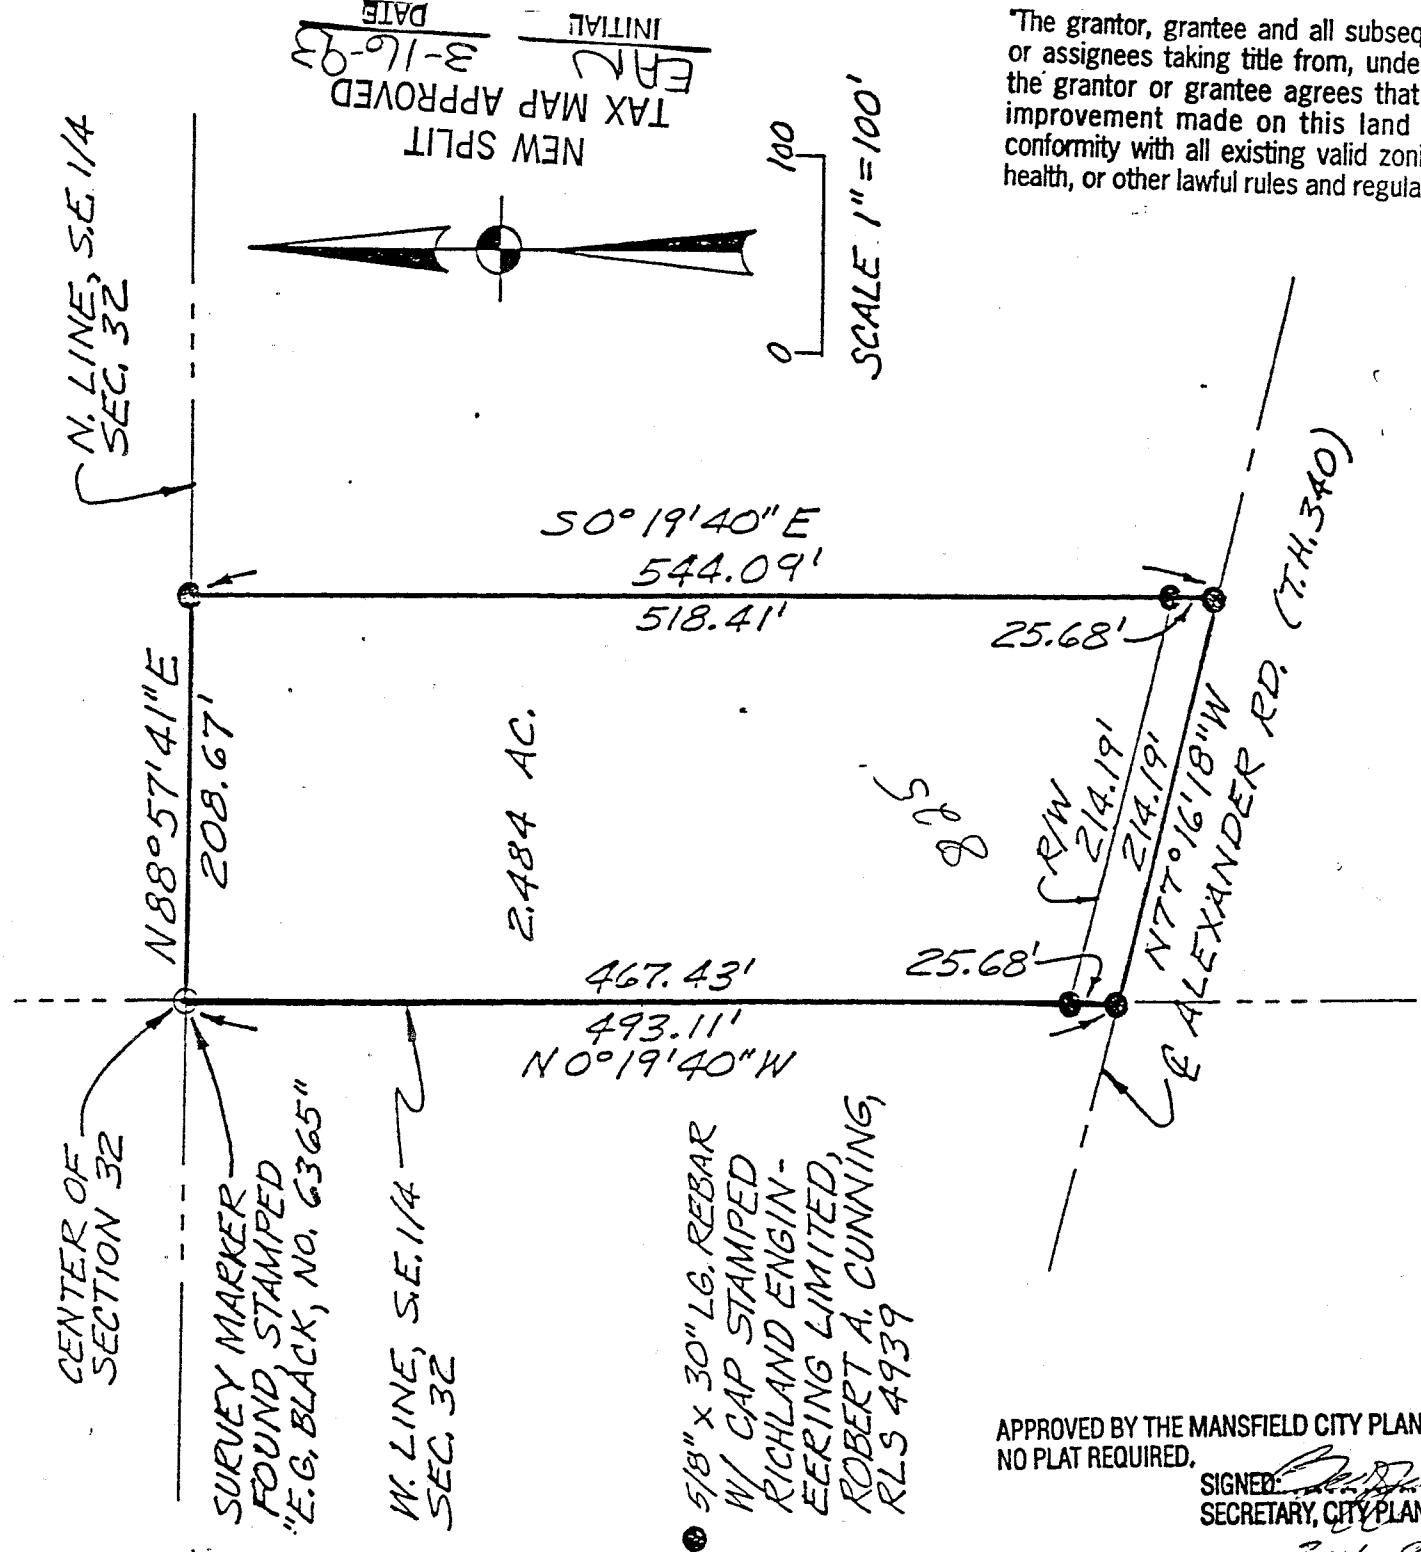 DATE
3-16-93
INITIAL
NEW SPLIT
TAX MAP APPROVED
"The grantor, grantee and all subseq
or assignees taking title from, unde
the grantor or grantee agrees that
improvement made on this land
conformity with all existing valid zoni
health, or other lawful rules and regula
N. LINE, S.E. 1/4
SEC. 32
0 100
SCALE 1" = 100'
N88°57'41"E
208.67'
S0°19'40"E
544.09'
518.41'
25.68'
2.484 AC.
825
R/W
214.19'
214.19'
N77°16'18"W
℄ ALEXANDER RD. (T.H. 340)
25.68'
467.43'
493.11'
N0°19'40"W
CENTER OF
SECTION 32
SURVEY MARKER
FOUND, STAMPED
"E.G. BLACK, NO. 6365"
W. LINE, S.E. 1/4
SEC. 32
5/8" x 30" LG. REBAR
W/ CAP STAMPED
RICHLAND ENGIN-
EERING LIMITED,
ROBERT A. CUNNING,
RLS 4939
APPROVED BY THE MANSFIELD CITY PLAN
NO PLAT REQUIRED.
SIGNED:
SECRETARY, CITY PLAN